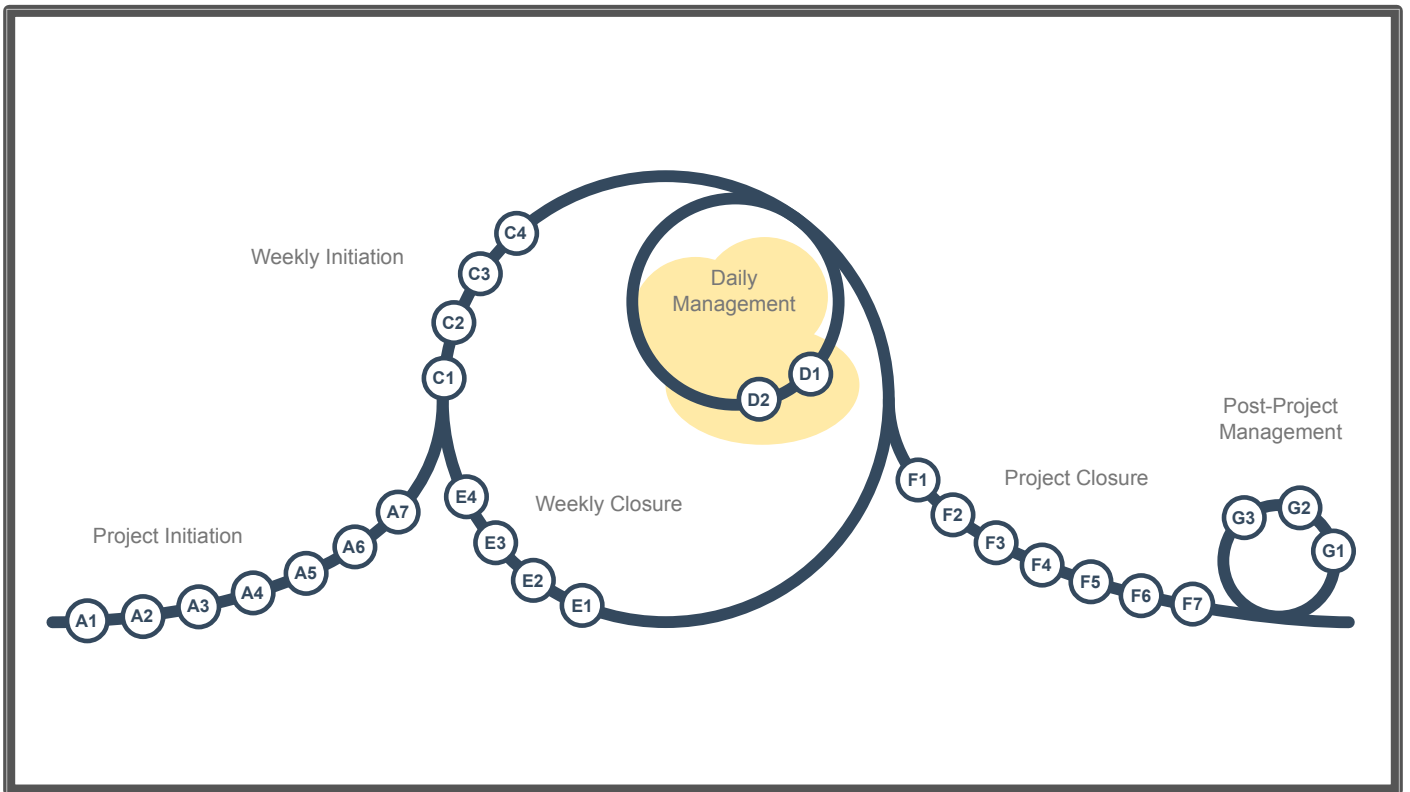 Project Initiation
A1
A2
A3
A4
A5
A6
A7
Weekly Initiation
C1
C2
C3
C4
Daily
Management
D1
D2
Weekly Closure
E1
E2
E3
E4
Project Closure
F1
F2
F3
F4
F5
F6
F7
Post-Project
Management
G1
G2
G3